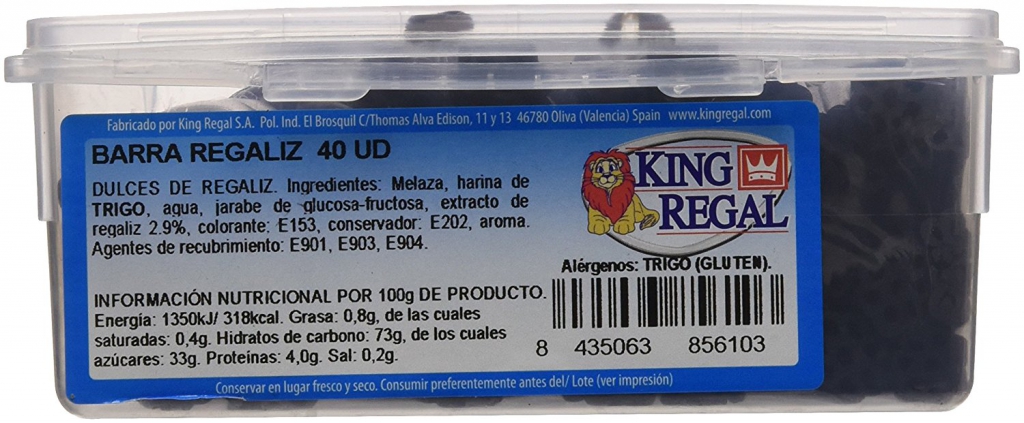 Fabricado por King Regal S.A. Pol. Ind. El Brosquil C/Thomas Alva Edison, 11 y 13 46780 Oliva (Valencia) Spain www.kingregal.com
BARRA REGALIZ 40 UD
DULCES DE REGALIZ. Ingredientes: Melaza, harina de
TRIGO, agua, jarabe de glucosa-fructosa, extracto de
regaliz 2.9%, colorante: E153, conservador: E202, aroma.
Agentes de recubrimiento: E901, E903, E904.
KING
REGAL
Alérgenos: TRIGO (GLUTEN).
INFORMACIÓN NUTRICIONAL POR 100g DE PRODUCTO.
Energía: 1350kJ/ 318kcal. Grasa: 0,8g, de las cuales
saturadas: 0,4g. Hidratos de carbono: 73g, de los cuales
azúcares: 33g. Proteínas: 4,0g. Sal: 0,2g.
8 435063 856103
Conservar en lugar fresco y seco. Consumir preferentemente antes del/ Lote (ver impresión)